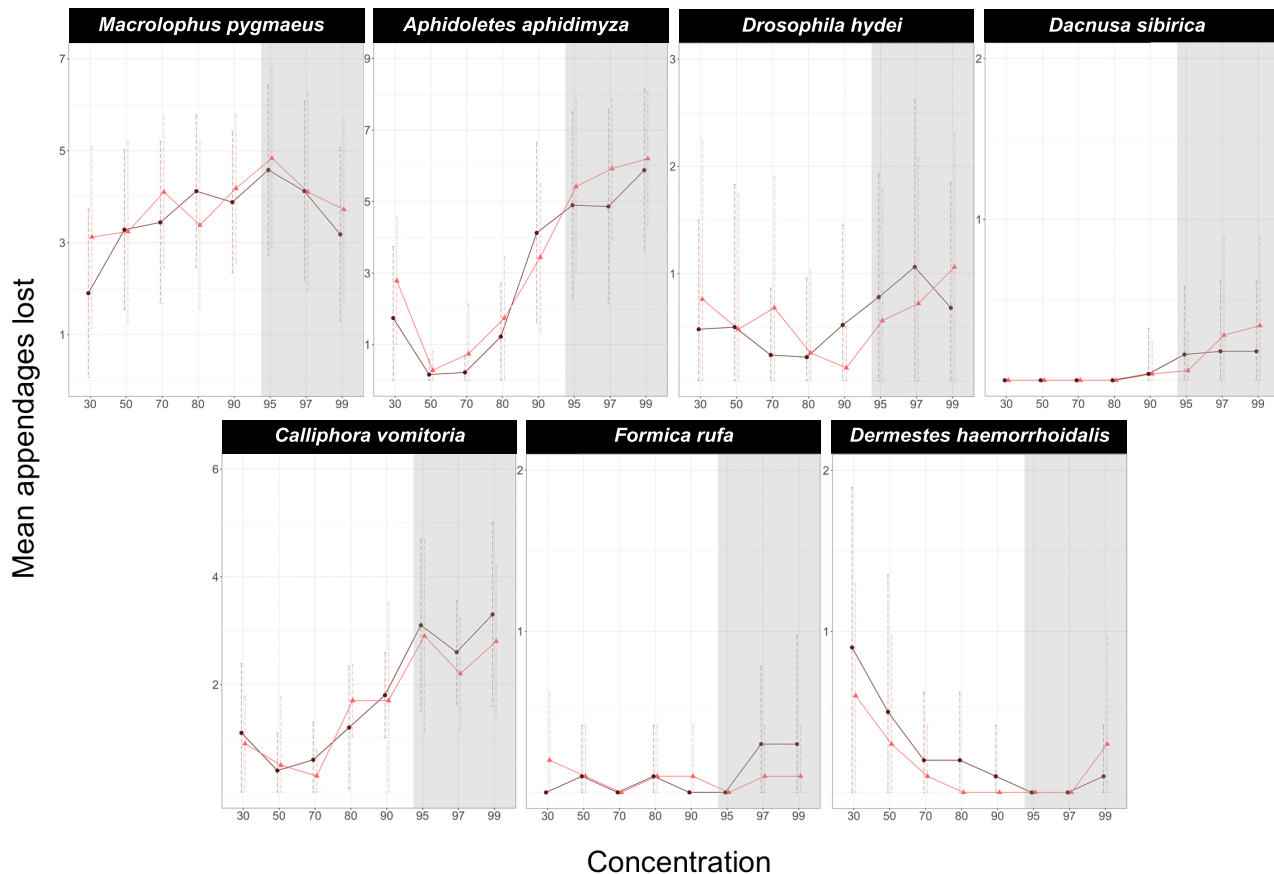 Macrolophus pygmaeus
Aphidoletes aphidimyza
Drosophila hydei
Dacnusa sibirica
7
5
3
1
30 50 70 80 90 95 97 99
9
7
5
3
1
30 50 70 80 90 95 97 99
3
2
1
30 50 70 80 90 95 97 99
2
1
30 50 70 80 90 95 97 99
Mean appendages lost
Calliphora vomitoria
Formica rufa
Dermestes haemorrhoidalis
6
4
2
30 50 70 80 90 95 97 99
2
1
30 50 70 80 90 95 97 99
2
1
30 50 70 80 90 95 97 99
Concentration